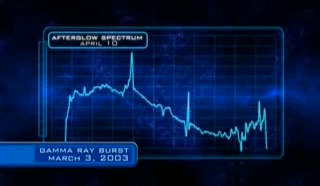 AFTERGLOW SPECTRUM
APRIL 10
GAMMA RAY BURST
MARCH 3, 2003